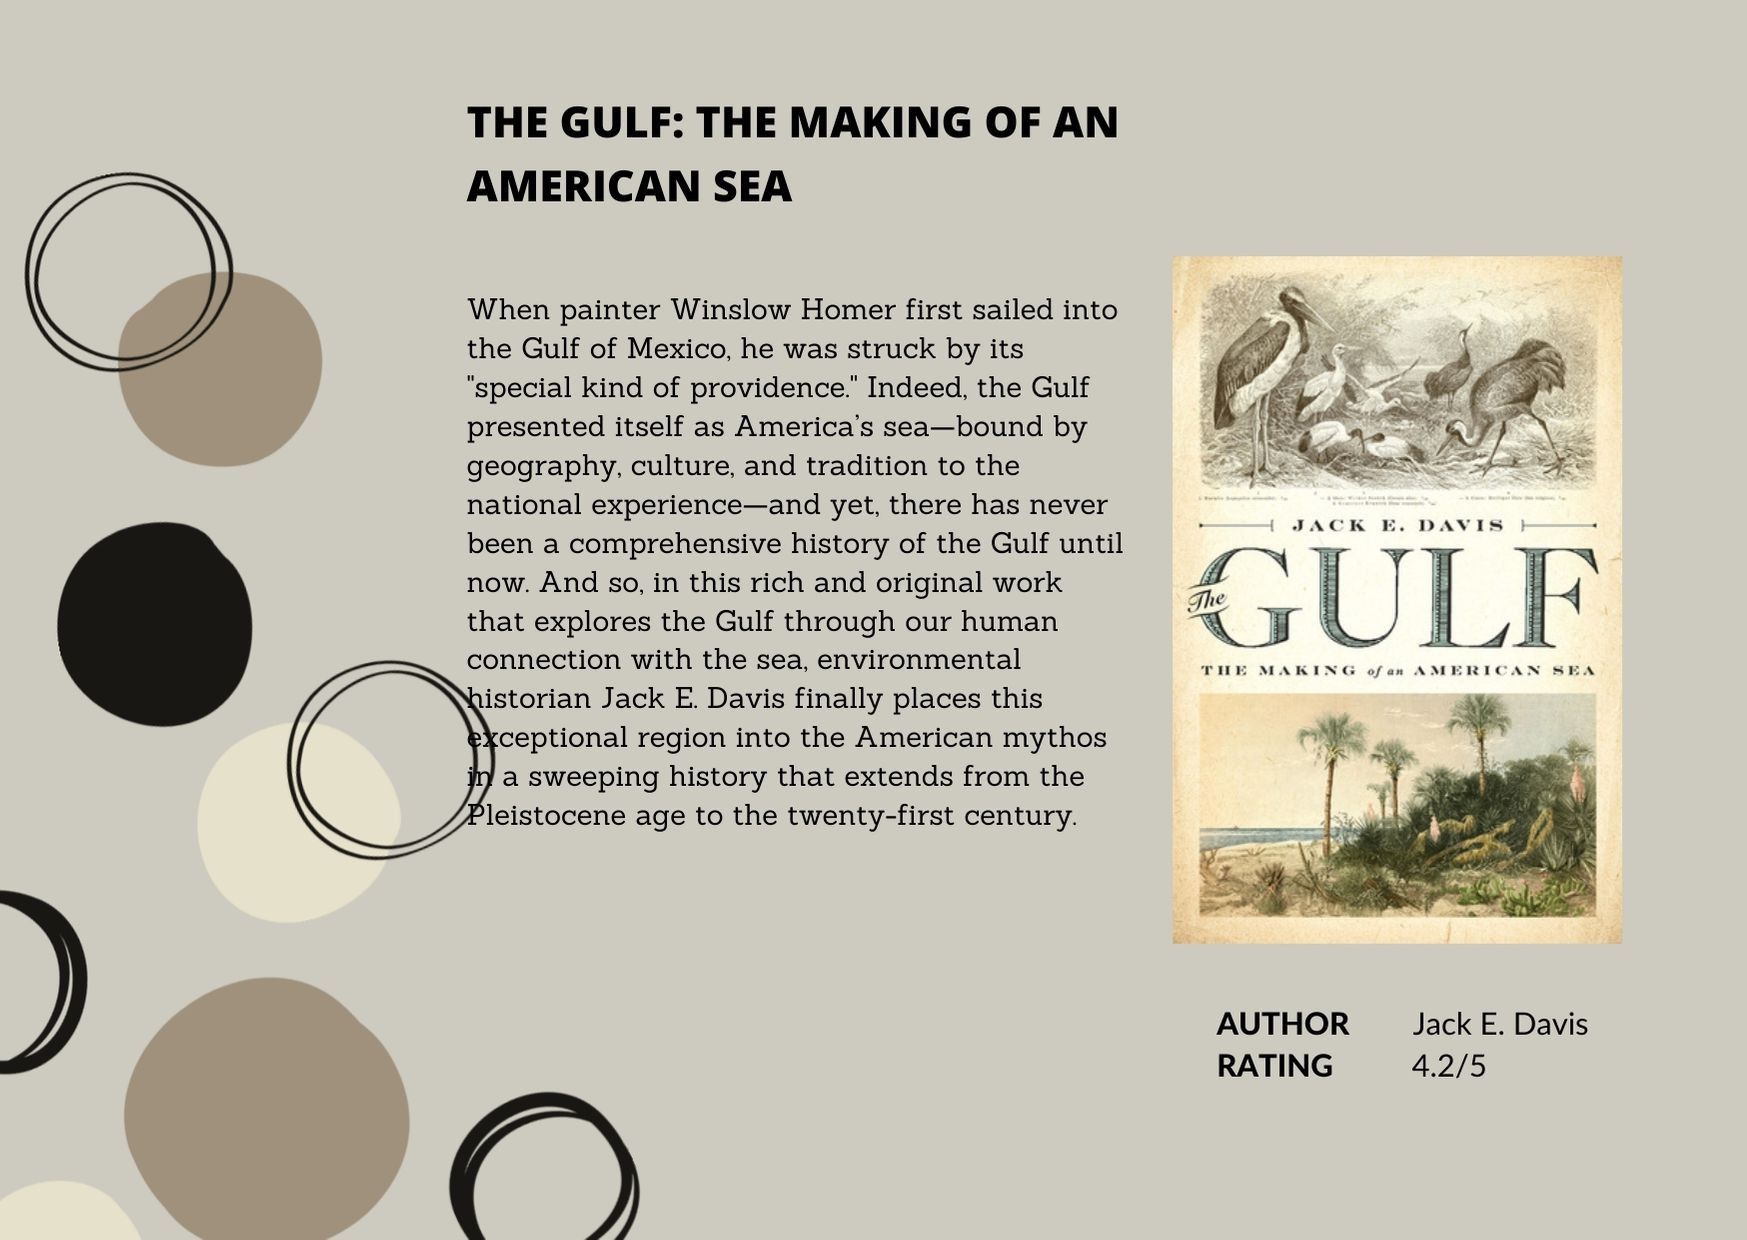 THE GULF: THE MAKING OF AN
AMERICAN SEA
When painter Winslow Homer first sailed into
the Gulf of Mexico, he was struck by its
"special kind of providence." Indeed, the Gulf
presented itself as America’s sea—bound by
geography, culture, and tradition to the
national experience—and yet, there has never
been a comprehensive history of the Gulf until
now. And so, in this rich and original work
that explores the Gulf through our human
connection with the sea, environmental
historian Jack E. Davis finally places this
exceptional region into the American mythos
in a sweeping history that extends from the
Pleistocene age to the twenty-first century.
JACK E. DAVIS
The GULF
THE MAKING of an AMERICAN SEA
AUTHOR Jack E. Davis
RATING 4.2/5